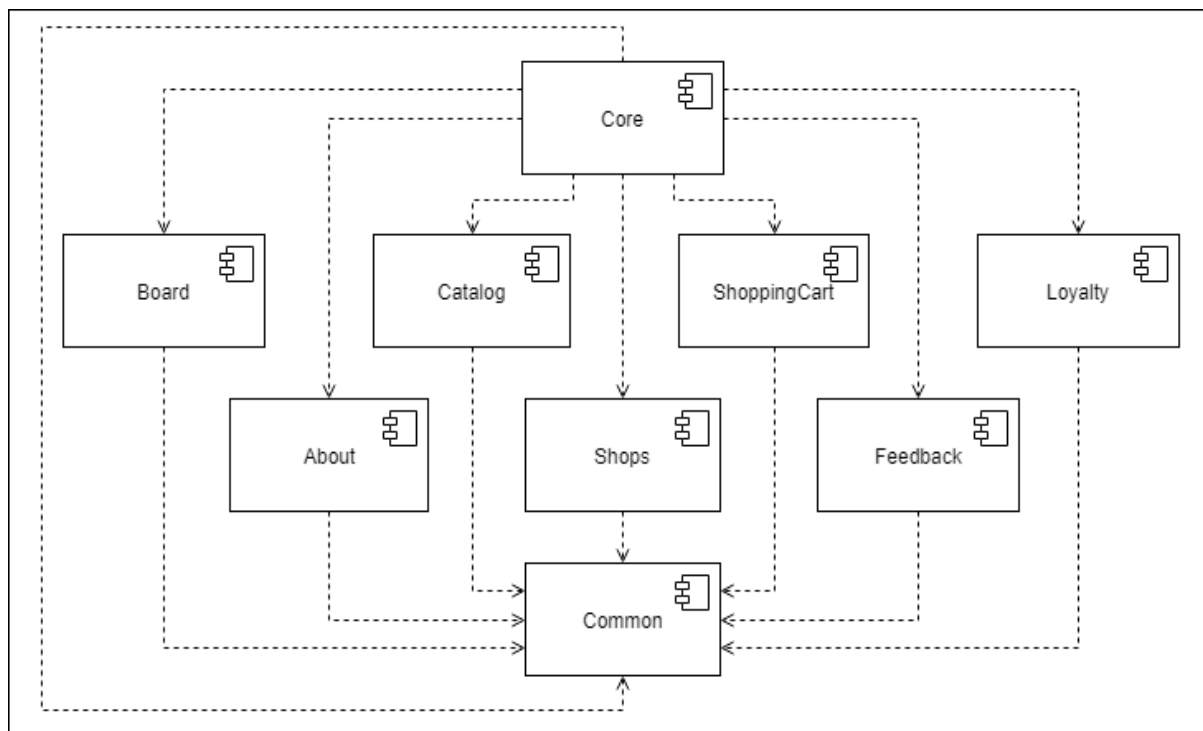 Core
Board
Catalog
ShoppingCart
Loyalty
About
Shops
Feedback
Common